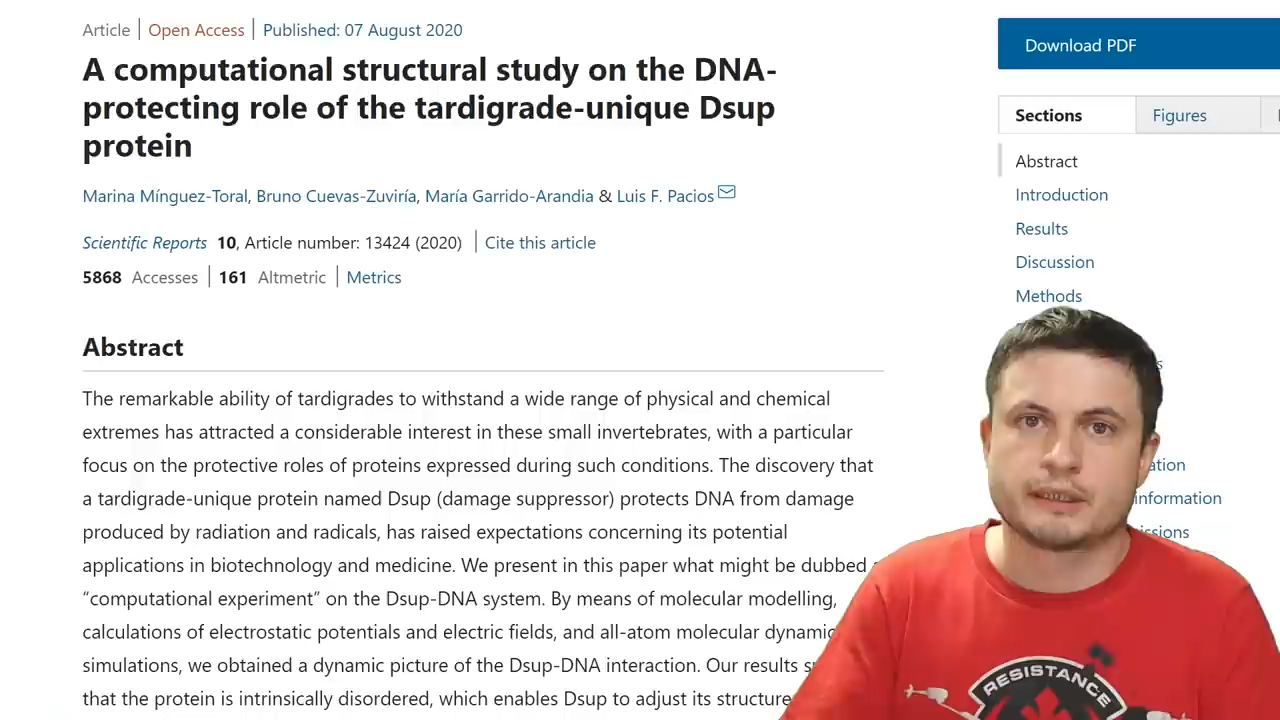 Article | Open Access | Published: 07 August 2020
A computational structural study on the DNA-
protecting role of the tardigrade-unique Dsup
protein
Marina Mínguez-Toral, Bruno Cuevas-Zuviría, María Garrido-Arandia & Luis F. Pacios
Scientific Reports 10, Article number: 13424 (2020) | Cite this article
5868 Accesses | 161 Altmetric | Metrics
Abstract
The remarkable ability of tardigrades to withstand a wide range of physical and chemical
extremes has attracted a considerable interest in these small invertebrates, with a particular
focus on the protective roles of proteins expressed during such conditions. The discovery that
a tardigrade-unique protein named Dsup (damage suppressor) protects DNA from damage
produced by radiation and radicals, has raised expectations concerning its potential
applications in biotechnology and medicine. We present in this paper what might be dubbed
“computational experiment” on the Dsup-DNA system. By means of molecular modelling,
calculations of electrostatic potentials and electric fields, and all-atom molecular
simulations, we obtained a dynamic picture of the Dsup-DNA interaction. Our results
that the protein is intrinsically disordered, which enables Dsup to adjust its structure
Download PDF
Sections
Figures
Abstract
Introduction
Results
Discussion
Methods
information
RESISTANCE